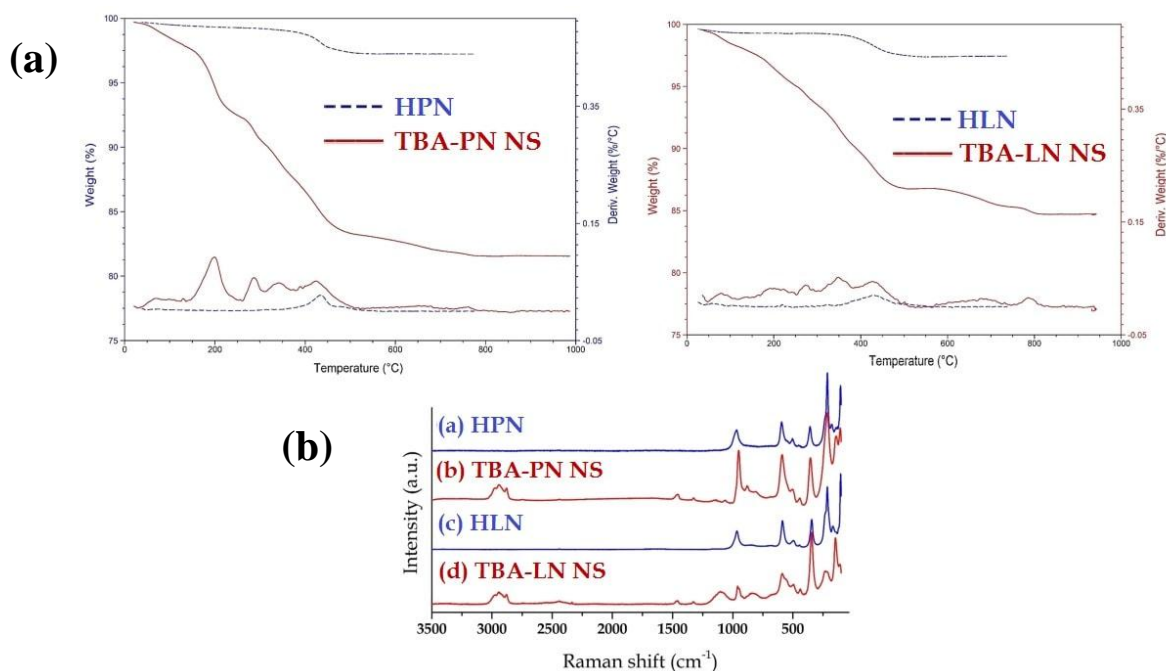 (a)
100
95
90
85
80
75
Weight (%)
HPN
TBA-PN NS
0.35
0.15
-0.05
Deriv. Weight (%/°C)
0
200
400
600
800
1000
Temperature (°C)
100
95
90
85
80
75
Weight (%)
HLN
TBA-LN NS
0.35
0.15
-0.05
Deriv. Weight (%/°C)
0
200
400
600
800
1000
Temperature (°C)
(b)
Intensity (a.u.)
(a) HPN
(b) TBA-PN NS
(c) HLN
(d) TBA-LN NS
3500
3000
2500
2000
1500
1000
500
Raman shift (cm⁻¹)